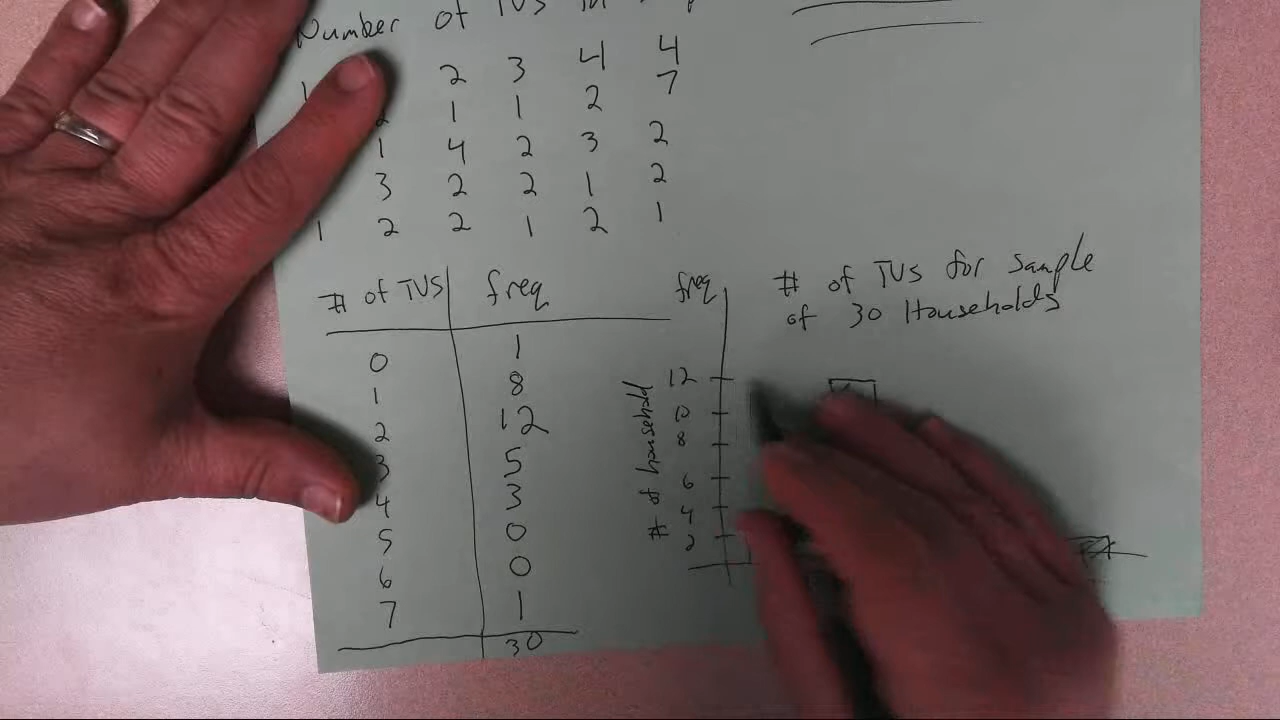 Number of TVs in
1 2 3 4 4
2 1 1 2 7
1 4 2 3 2
3 2 2 1 2
1 2 2 1 2 1
# of TVs freq
0 1
1 8
2 12
3 5
4 3
5 0
6 0
7 1
30
freq
# of TVs for sample
of 30 Households
# of household
12
10
8
6
4
2